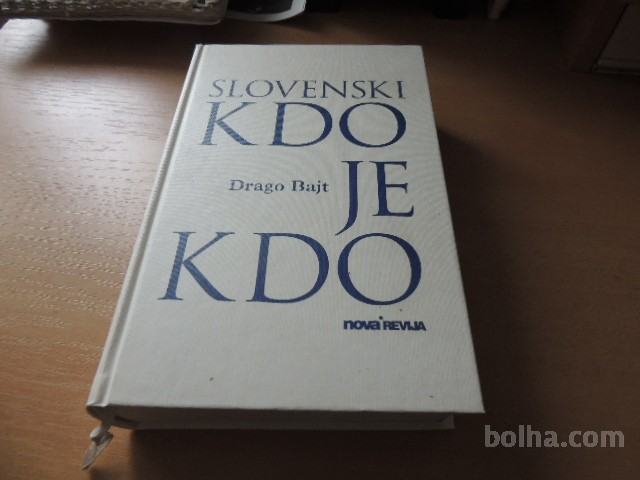 SLOVENSKI
KDO
Drago Bajt
JE
KDO
nova REVIJA
bolha.com